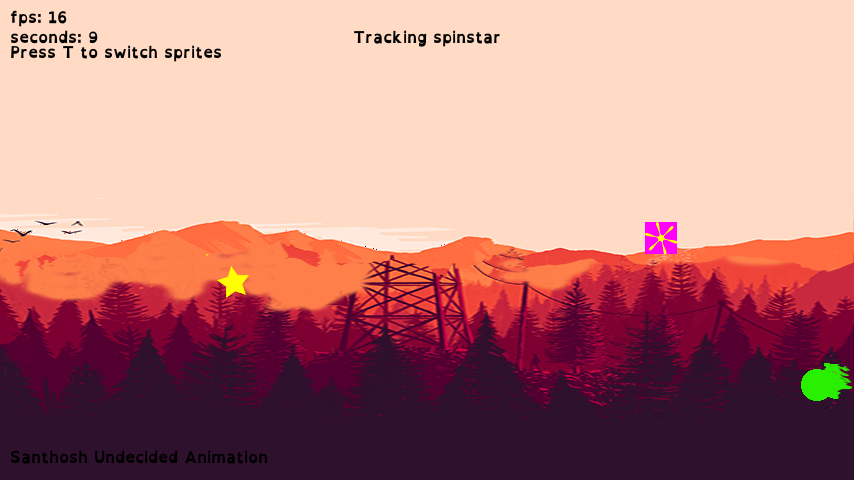 fps: 16
seconds: 9
Tracking spinstar
Press T to switch sprites
Santhosh Undecided Animation